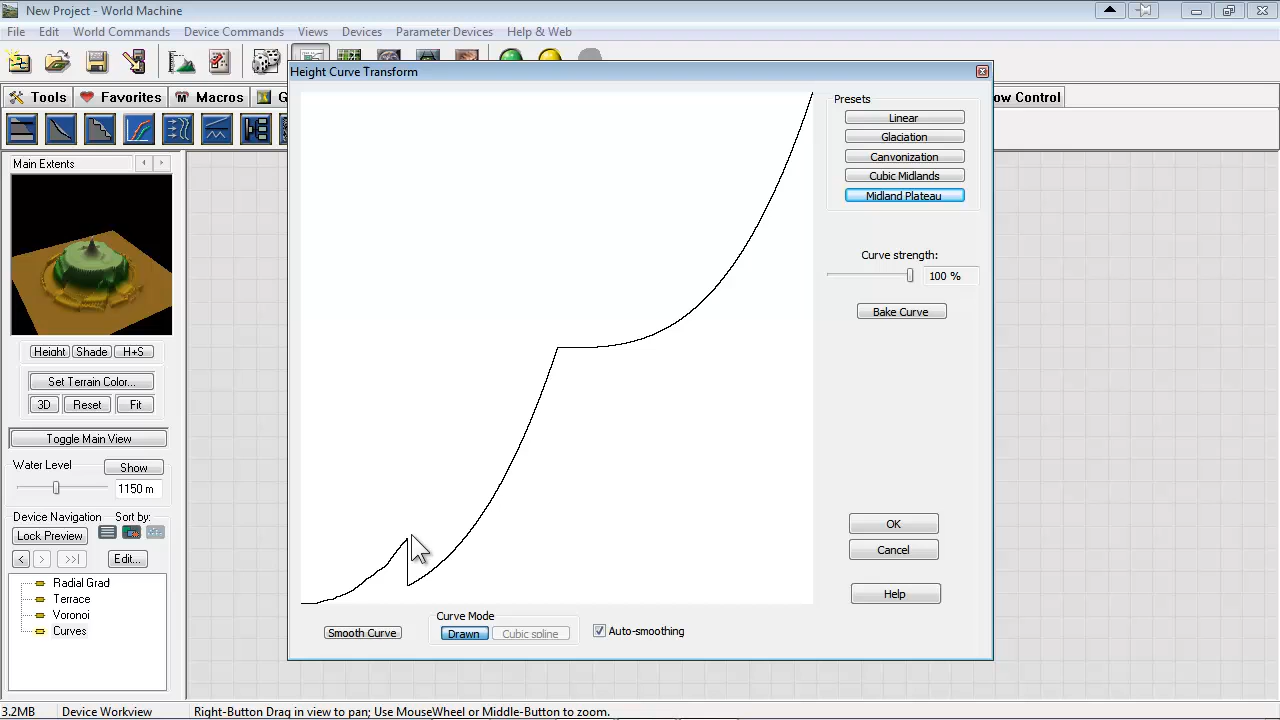 New Project - World Machine
File Edit World Commands Device Commands Views Devices Parameter Devices Help & Web
Height Curve Transform
Tools Favorites Macros G ow Control
Presets
Linear
Glaciation
Canvonization
Cubic Midlands
Midland Plateau
Curve strength:
100 %
Bake Curve
OK
Cancel
Help
Smooth Curve
Curve Mode
Drawn Cubic spline
Auto-smoothing
Main Extents
Height Shade H+S
Set Terrain Color...
3D Reset Fit
Toggle Main View
Water Level Show
1150 m
Device Navigation Sort by:
Lock Preview
< > >>| Edit...
Radial Grad
Terrace
Voronoi
Curves
3.2MB Device Workview Right-Button Drag in view to pan; Use MouseWheel or Middle-Button to zoom.